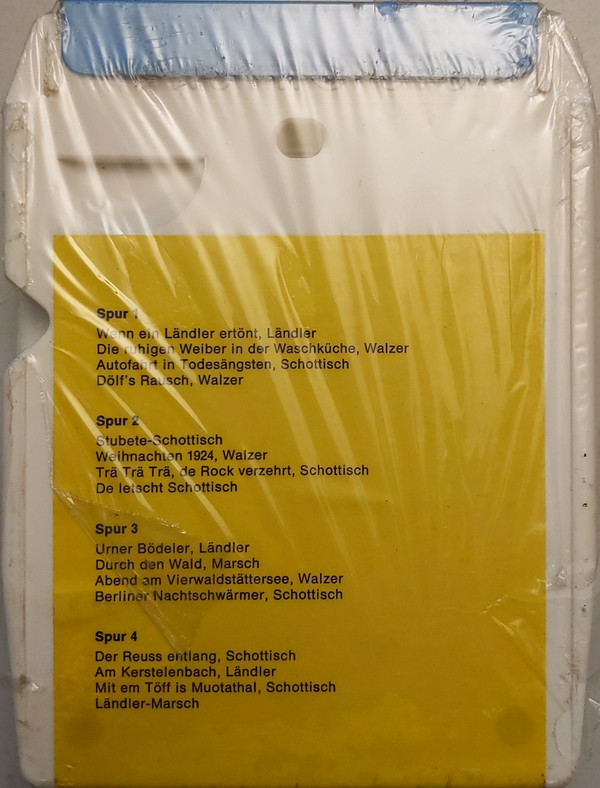 Spur 1
Wenn ein Ländler ertönt, Ländler
Die ruhigen Weiber in der Waschküche, Walzer
Autofahrt in Todesängsten, Schottisch
Dölf's Rausch, Walzer
Spur 2
Stubete-Schottisch
Weihnachten 1924, Walzer
Trä Trä Trä, de Rock verzehrt, Schottisch
De letscht Schottisch
Spur 3
Urner Bödeler, Ländler
Durch den Wald, Marsch
Abend am Vierwaldstättersee, Walzer
Berliner Nachtschwärmer, Schottisch
Spur 4
Der Reuss entlang, Schottisch
Am Kerstelenbach, Ländler
Mit em Töff is Muotathal, Schottisch
Ländler-Marsch